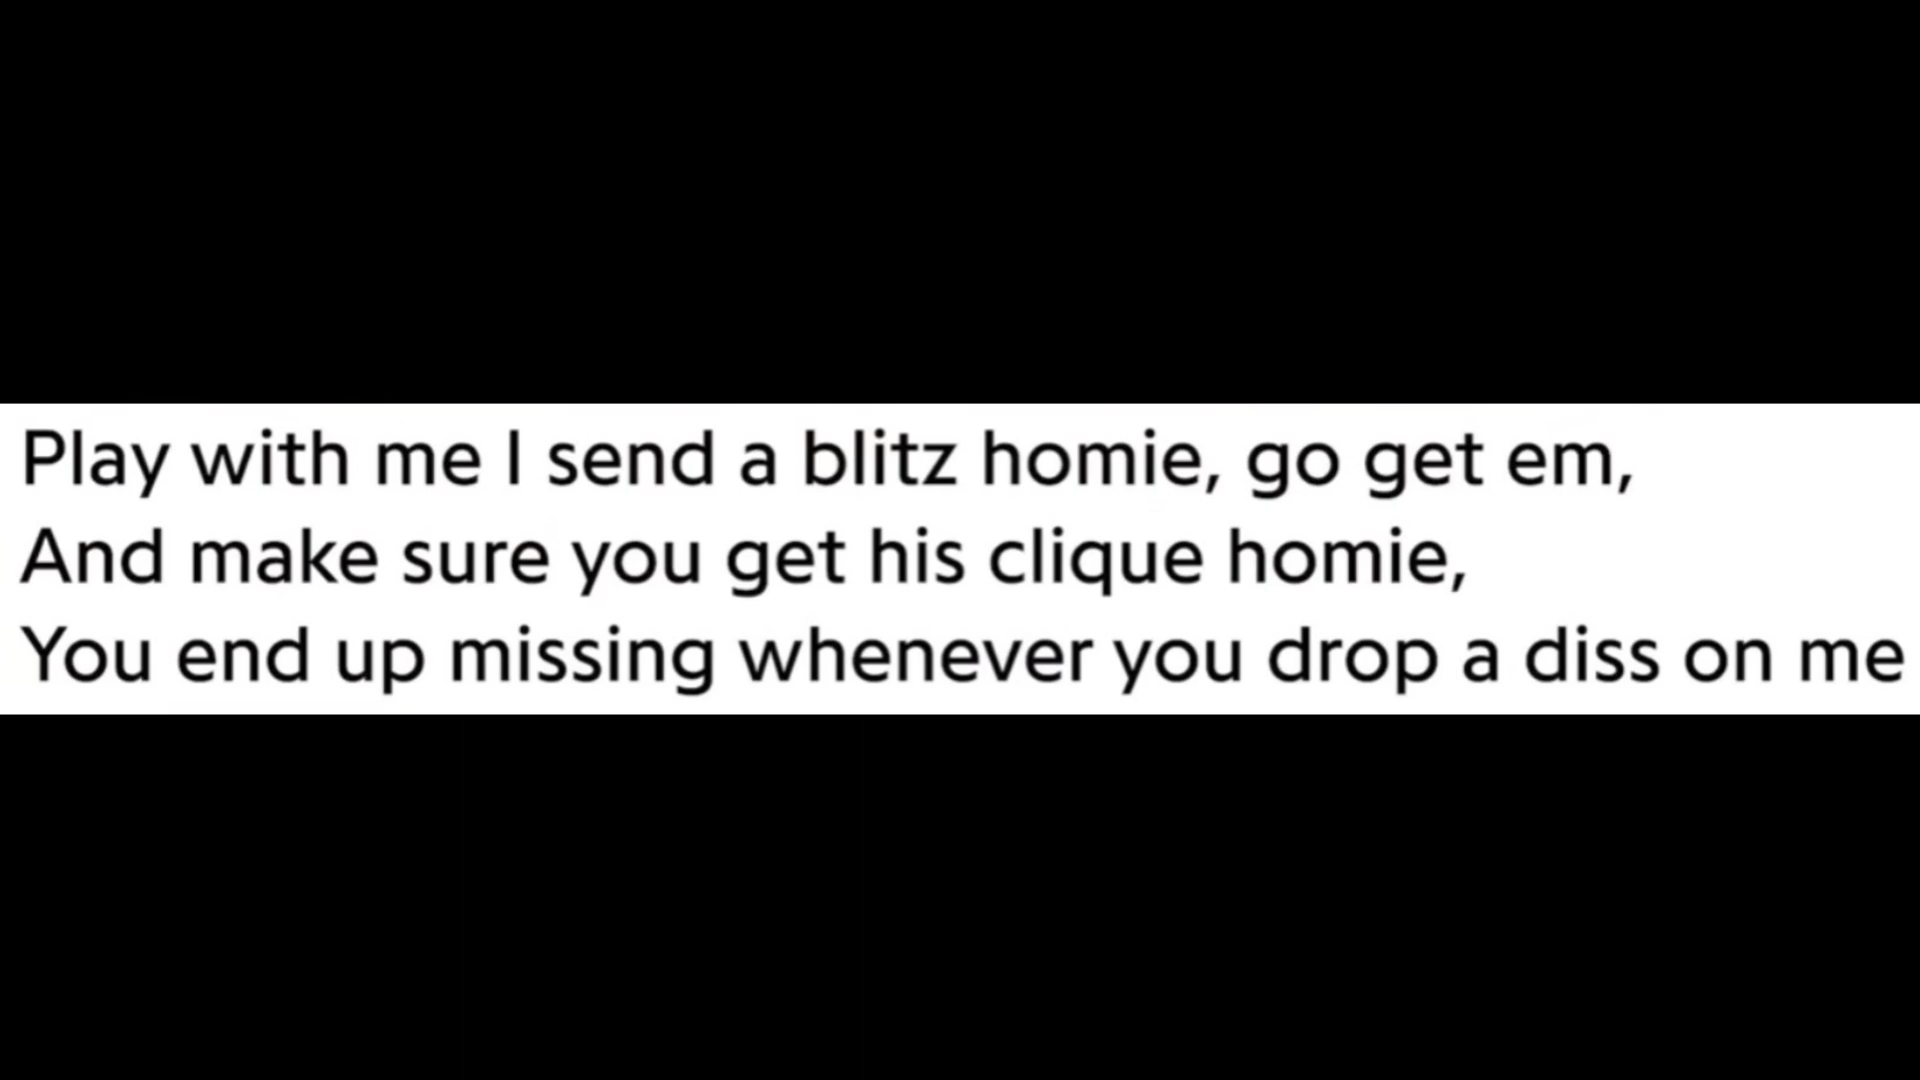 Play with me I send a blitz homie, go get em,
And make sure you get his clique homie,
You end up missing whenever you drop a diss on me